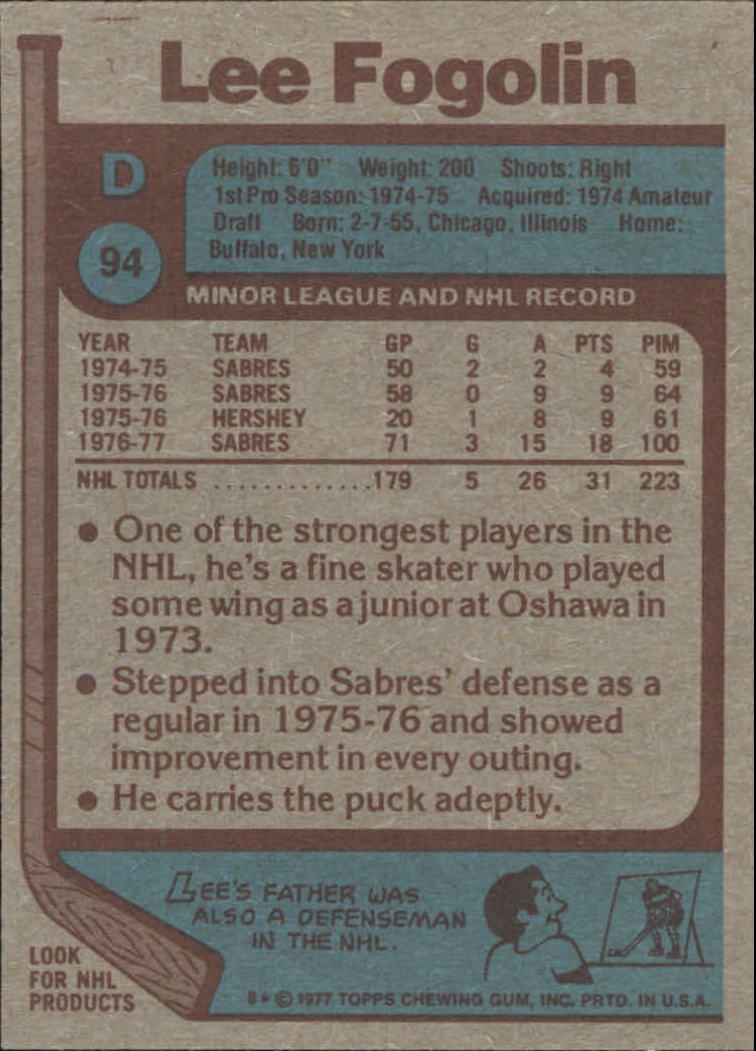 Lee Fogolin
D
94
Height: 6'0" Weight: 200 Shoots: Right
1st Pro Season: 1974-75 Acquired: 1974 Amateur
Draft Born: 2-7-55, Chicago, Illinois Home:
Buffalo, New York
MINOR LEAGUE AND NHL RECORD
YEAR TEAM GP G A PTS PIM
1974-75 SABRES 50 2 2 4 59
1975-76 SABRES 58 0 9 9 64
1975-76 HERSHEY 20 1 8 9 61
1976-77 SABRES 71 3 15 18 100
NHL TOTALS .............179 5 26 31 223
● One of the strongest players in the
NHL, he's a fine skater who played
some wing as a junior at Oshawa in
1973.
● Stepped into Sabres' defense as a
regular in 1975-76 and showed
improvement in every outing.
● He carries the puck adeptly.
LEE'S FATHER WAS
ALSO A DEFENSEMAN
IN THE NHL.
LOOK
FOR NHL
PRODUCTS
B* © 1977 TOPPS CHEWING GUM, INC. PRTD. IN U.S.A.